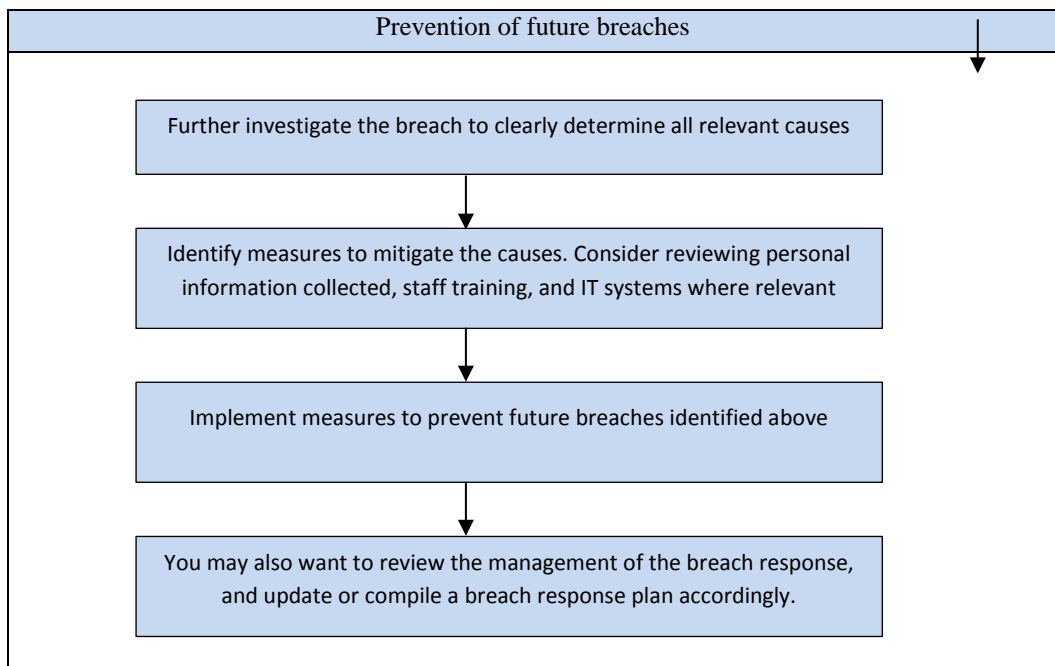 Prevention of future breaches
Further investigate the breach to clearly determine all relevant causes
Identify measures to mitigate the causes. Consider reviewing personal
information collected, staff training, and IT systems where relevant
Implement measures to prevent future breaches identified above
You may also want to review the management of the breach response,
and update or compile a breach response plan accordingly.